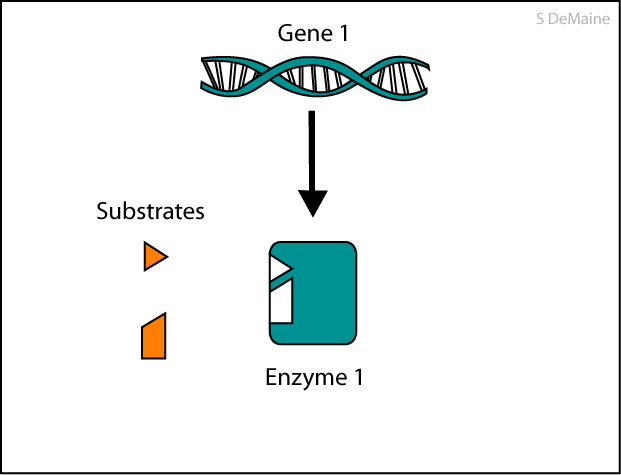 S DeMaine
Gene 1
Substrates
Enzyme 1